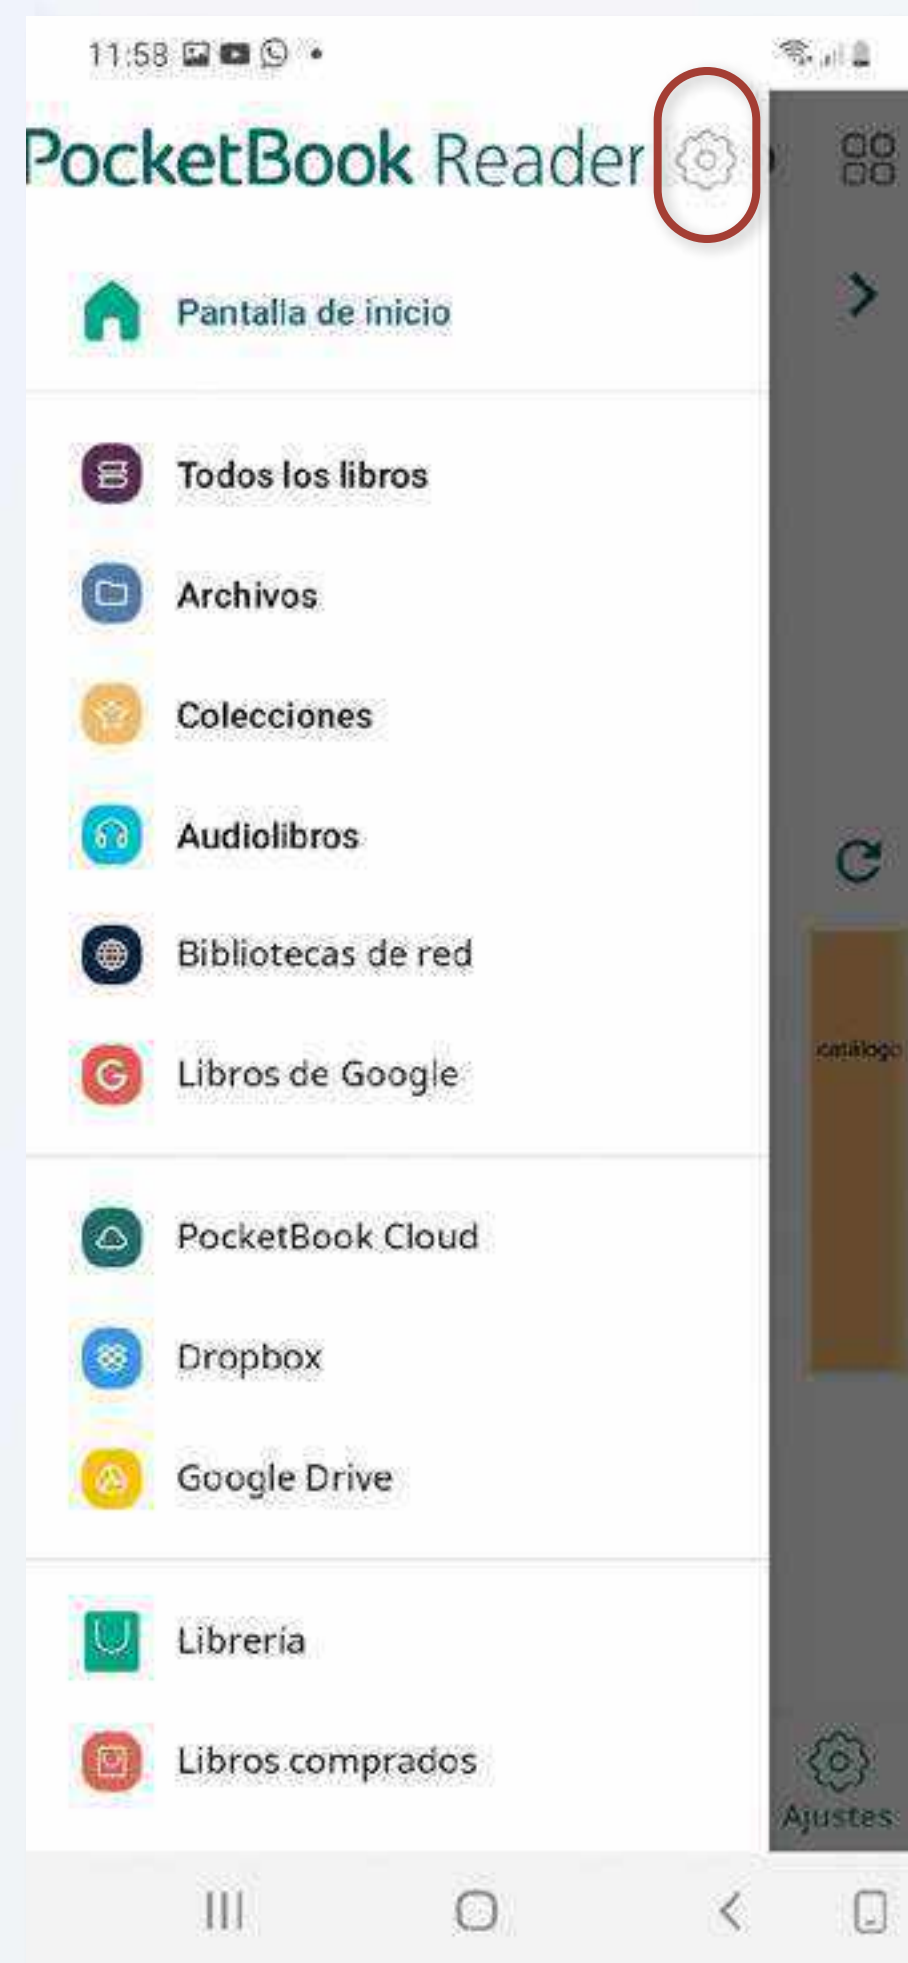 11:58
PocketBook Reader
Pantalla de inicio
Todos los libros
Archivos
Colecciones
Audiolibros
Bibliotecas de red
Libros de Google
catálogo
PocketBook Cloud
Dropbox
Google Drive
Librería
Libros comprados
Ajustes